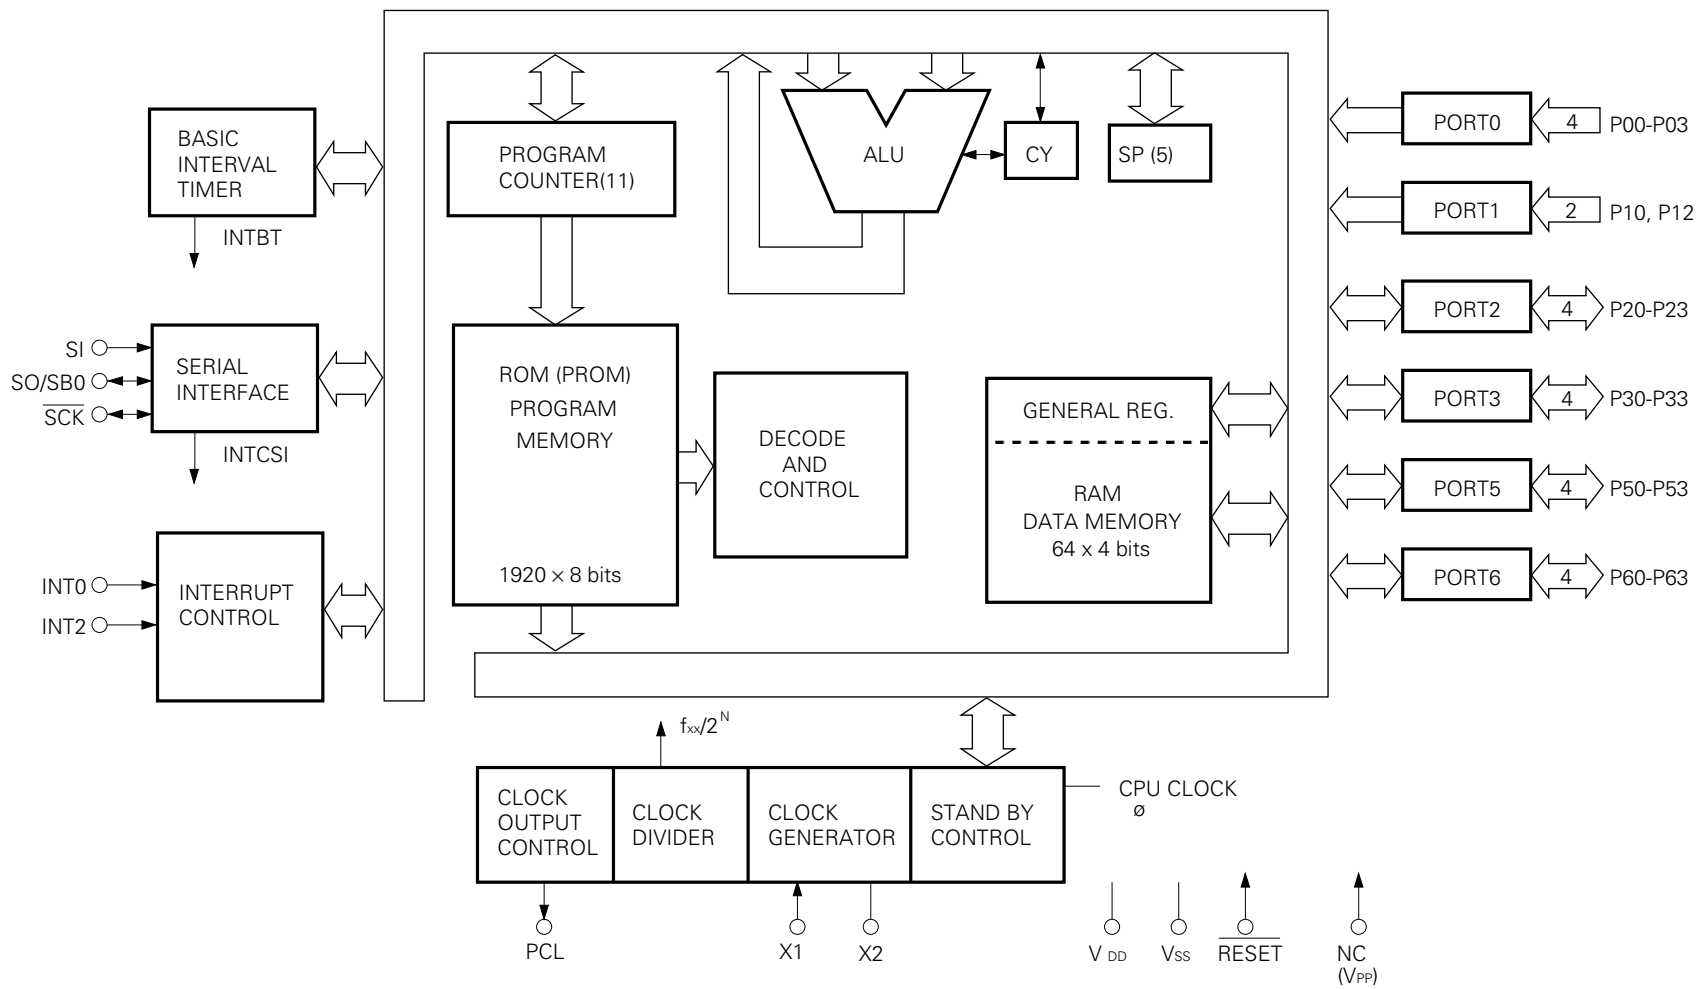 BASIC
INTERVAL
TIMER
INTBT
SI
SO/SB0
SCK
SERIAL
INTERFACE
INTCSI
INT0
INT2
INTERRUPT
CONTROL
PROGRAM
COUNTER(11)
ALU
CY
SP (5)
ROM (PROM)
PROGRAM
MEMORY
1920 × 8 bits
DECODE
AND
CONTROL
GENERAL REG.
RAM
DATA MEMORY
64 x 4 bits
PORT0
4
P00-P03
PORT1
2
P10, P12
PORT2
4
P20-P23
PORT3
4
P30-P33
PORT5
4
P50-P53
PORT6
4
P60-P63
fxx/2N
CLOCK
OUTPUT
CONTROL
CLOCK
DIVIDER
CLOCK
GENERATOR
STAND BY
CONTROL
CPU CLOCK
ø
PCL
X1
X2
V DD
VSS
RESET
NC
(VPP)